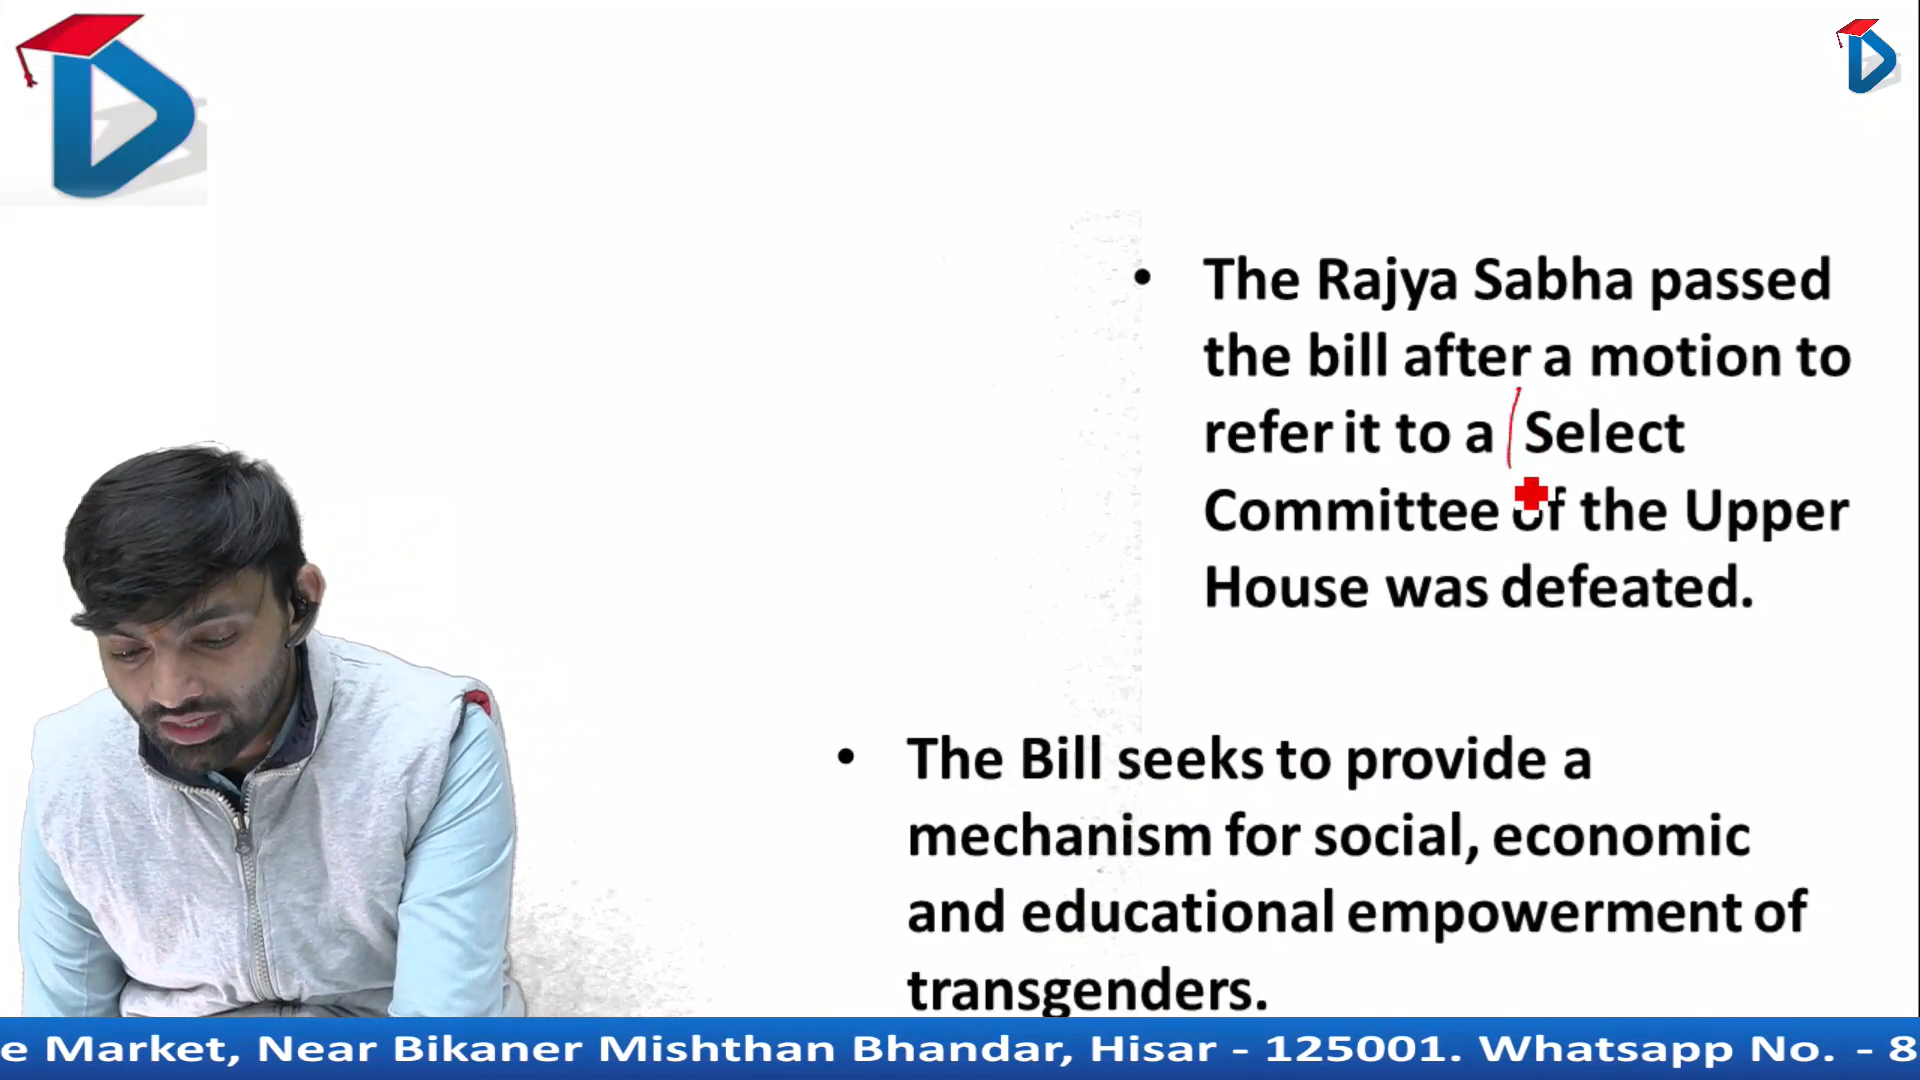 • The Rajya Sabha passed
the bill after a motion to
refer it to a Select
Committee of the Upper
House was defeated.
• The Bill seeks to provide a
mechanism for social, economic
and educational empowerment of
transgenders.
e Market, Near Bikaner Mishthan Bhandar, Hisar - 125001. Whatsapp No. - 8